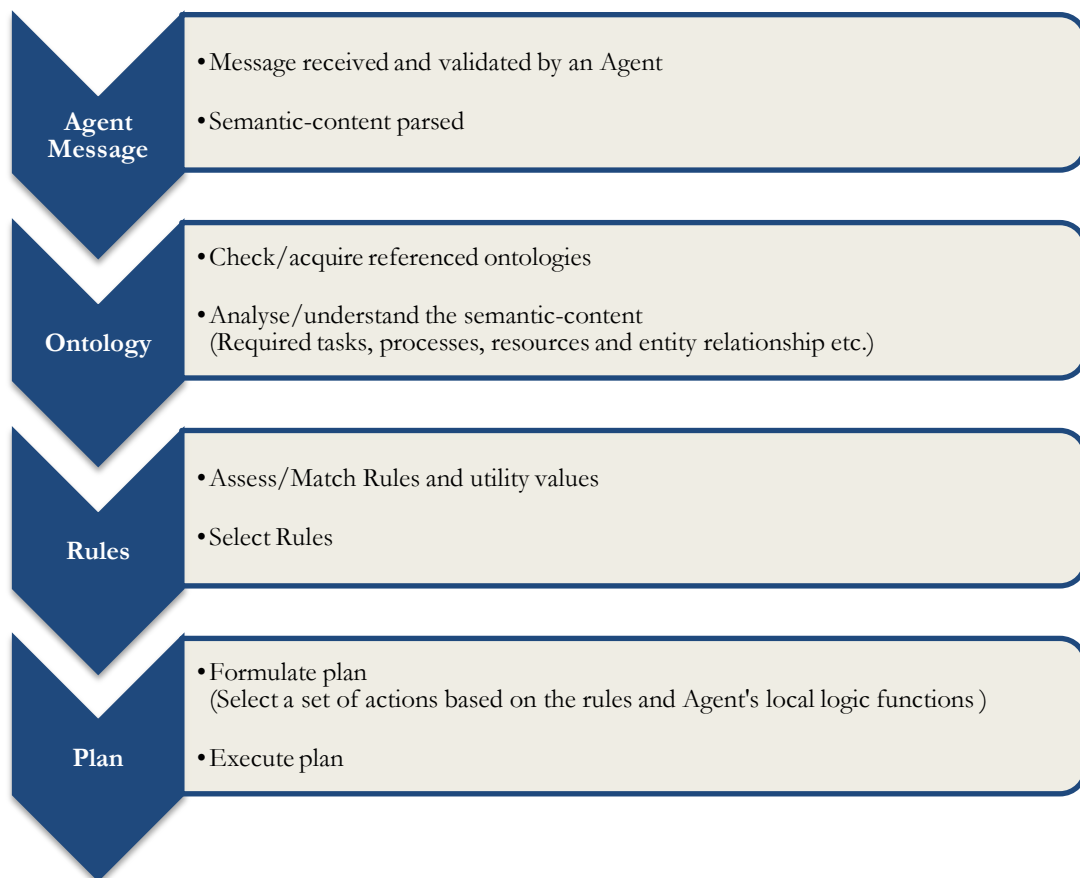 Agent
Message
•Message received and validated by an Agent
•Semantic-content parsed
Ontology
•Check/acquire referenced ontologies
•Analyse/understand the semantic-content
(Required tasks, processes, resources and entity relationship etc.)
Rules
•Assess/Match Rules and utility values
•Select Rules
Plan
•Formulate plan
(Select a set of actions based on the rules and Agent's local logic functions )
•Execute plan